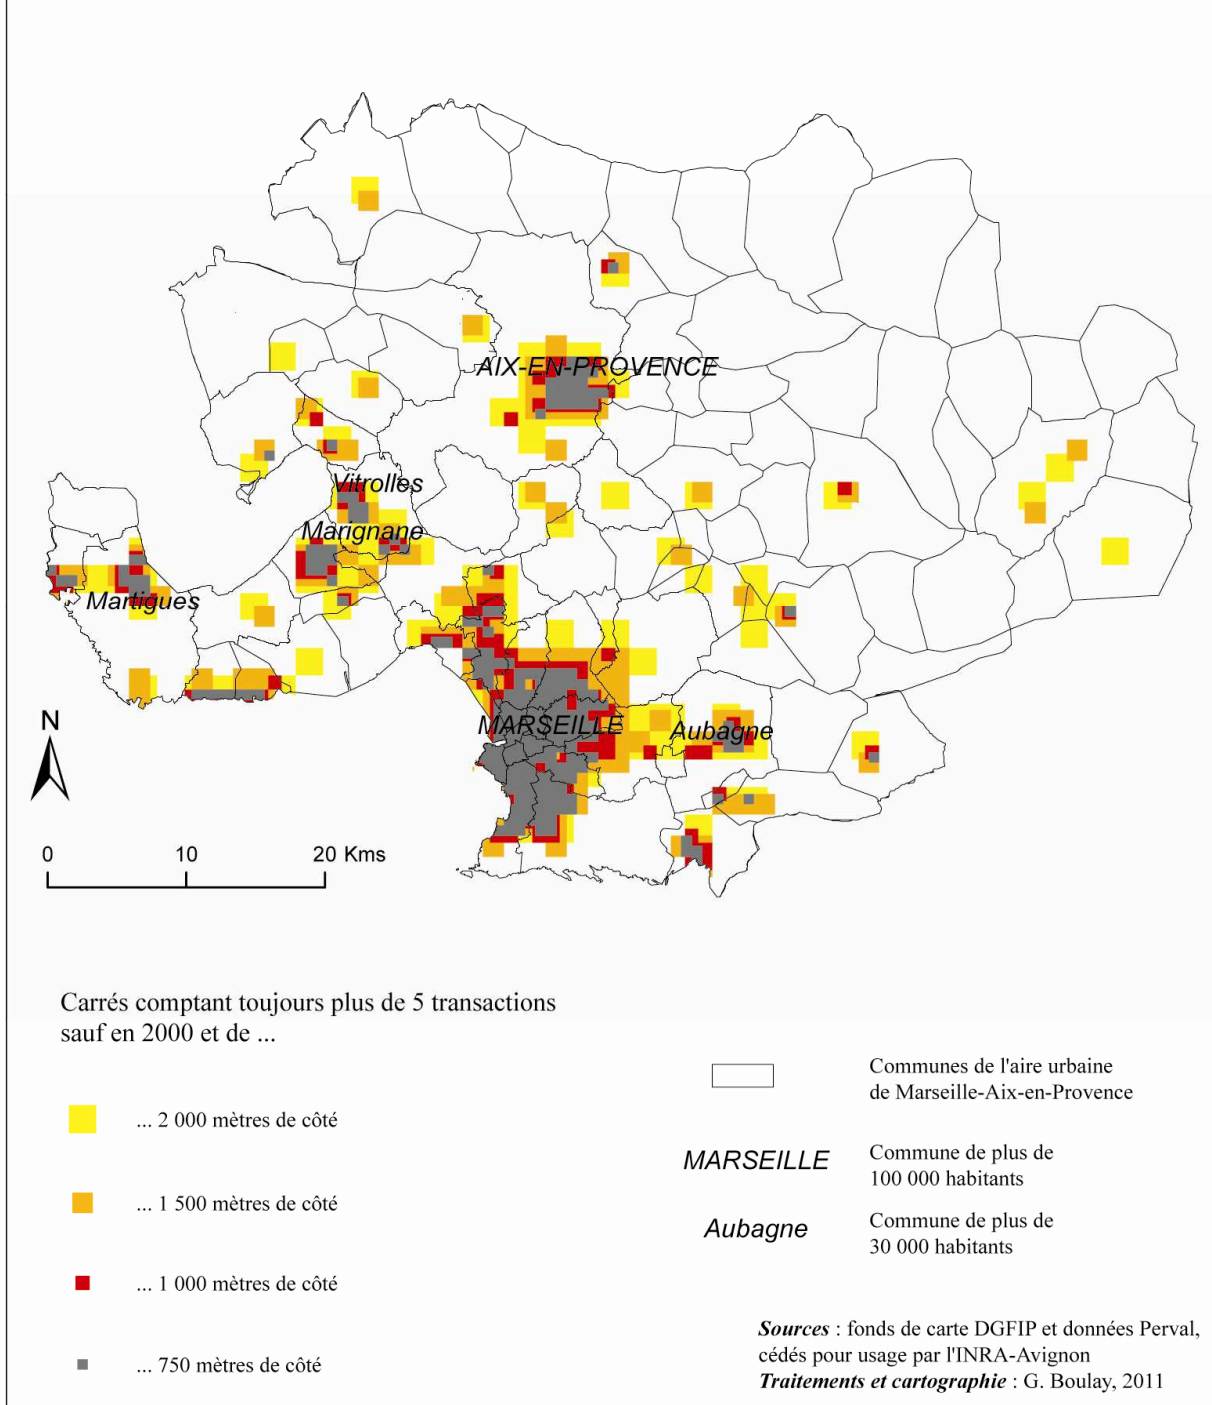 AIX-EN-PROVENCE
Vitrolles
Marignane
Martigues
MARSEILLE
Aubagne
N
0 10 20 Kms
Carrés comptant toujours plus de 5 transactions
sauf en 2000 et de ...
... 2 000 mètres de côté
... 1 500 mètres de côté
... 1 000 mètres de côté
... 750 mètres de côté
Communes de l'aire urbaine
de Marseille-Aix-en-Provence
MARSEILLE
Commune de plus de
100 000 habitants
Aubagne
Commune de plus de
30 000 habitants
Sources : fonds de carte DGFIP et données Perval,
cédés pour usage par l'INRA-Avignon
Traitements et cartographie : G. Boulay, 2011